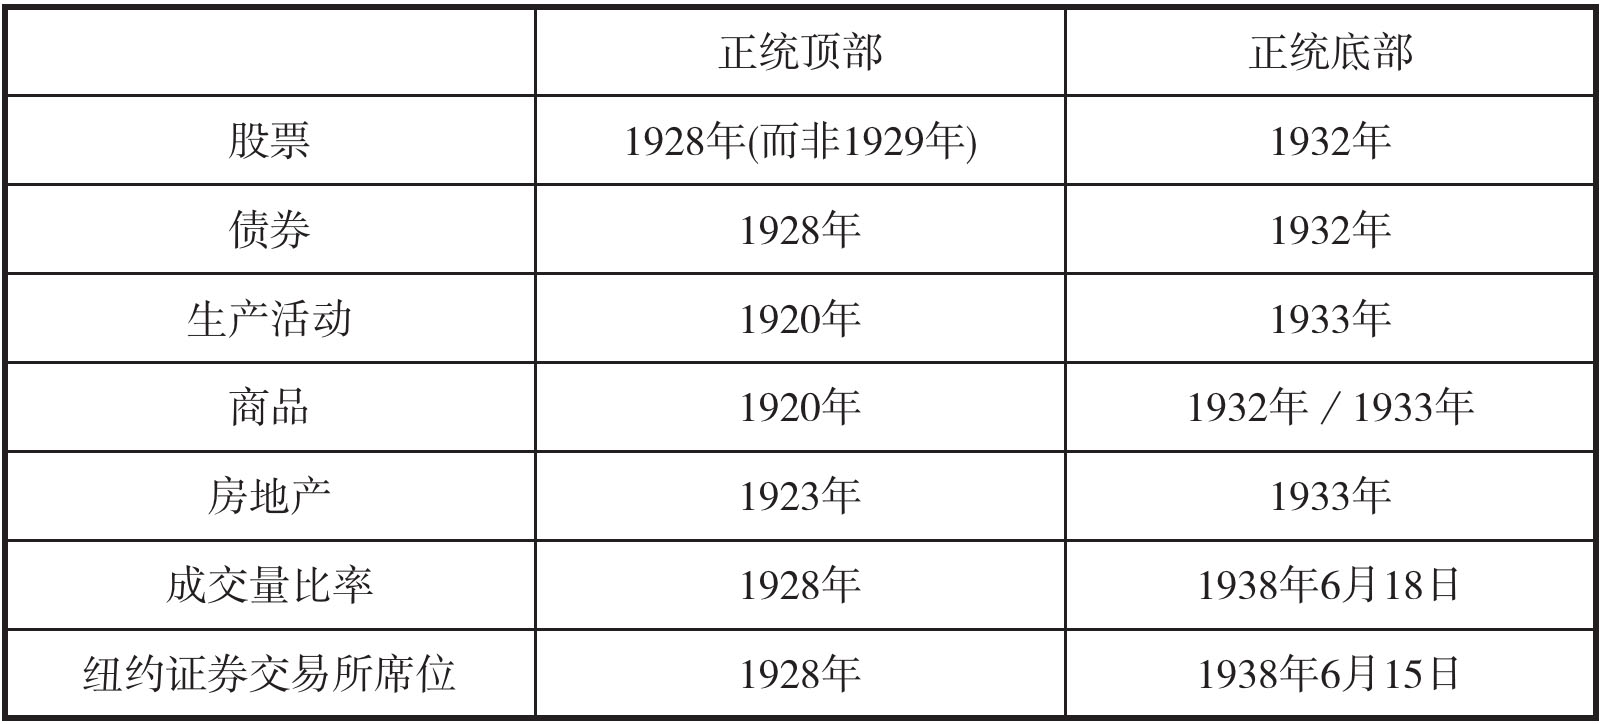 正统顶部 正统底部
股票 1928年(而非1929年) 1932年
债券 1928年 1932年
生产活动 1920年 1933年
商品 1920年 1932年／1933年
房地产 1923年 1933年
成交量比率 1928年 1938年6月18日
纽约证券交易所席位 1928年 1938年6月15日